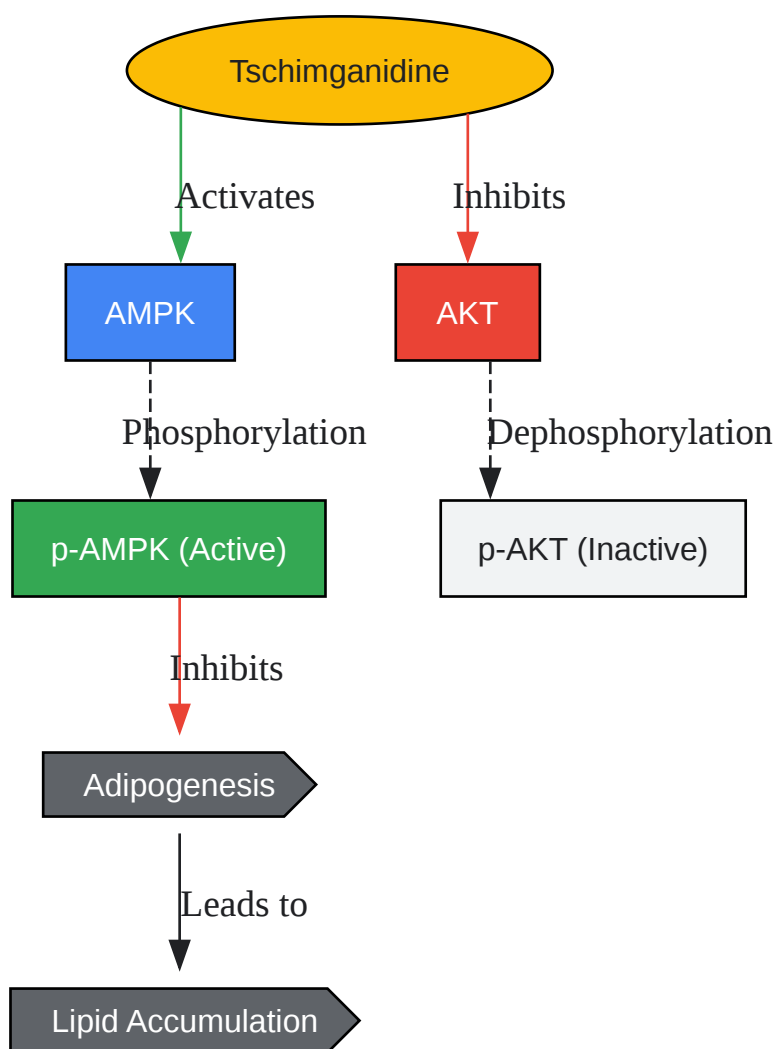 Tschimganidine
Activates
Inhibits
AMPK
AKT
Phosphorylation
Dephosphorylation
p-AMPK (Active)
p-AKT (Inactive)
Inhibits
Adipogenesis
Leads to
Lipid Accumulation